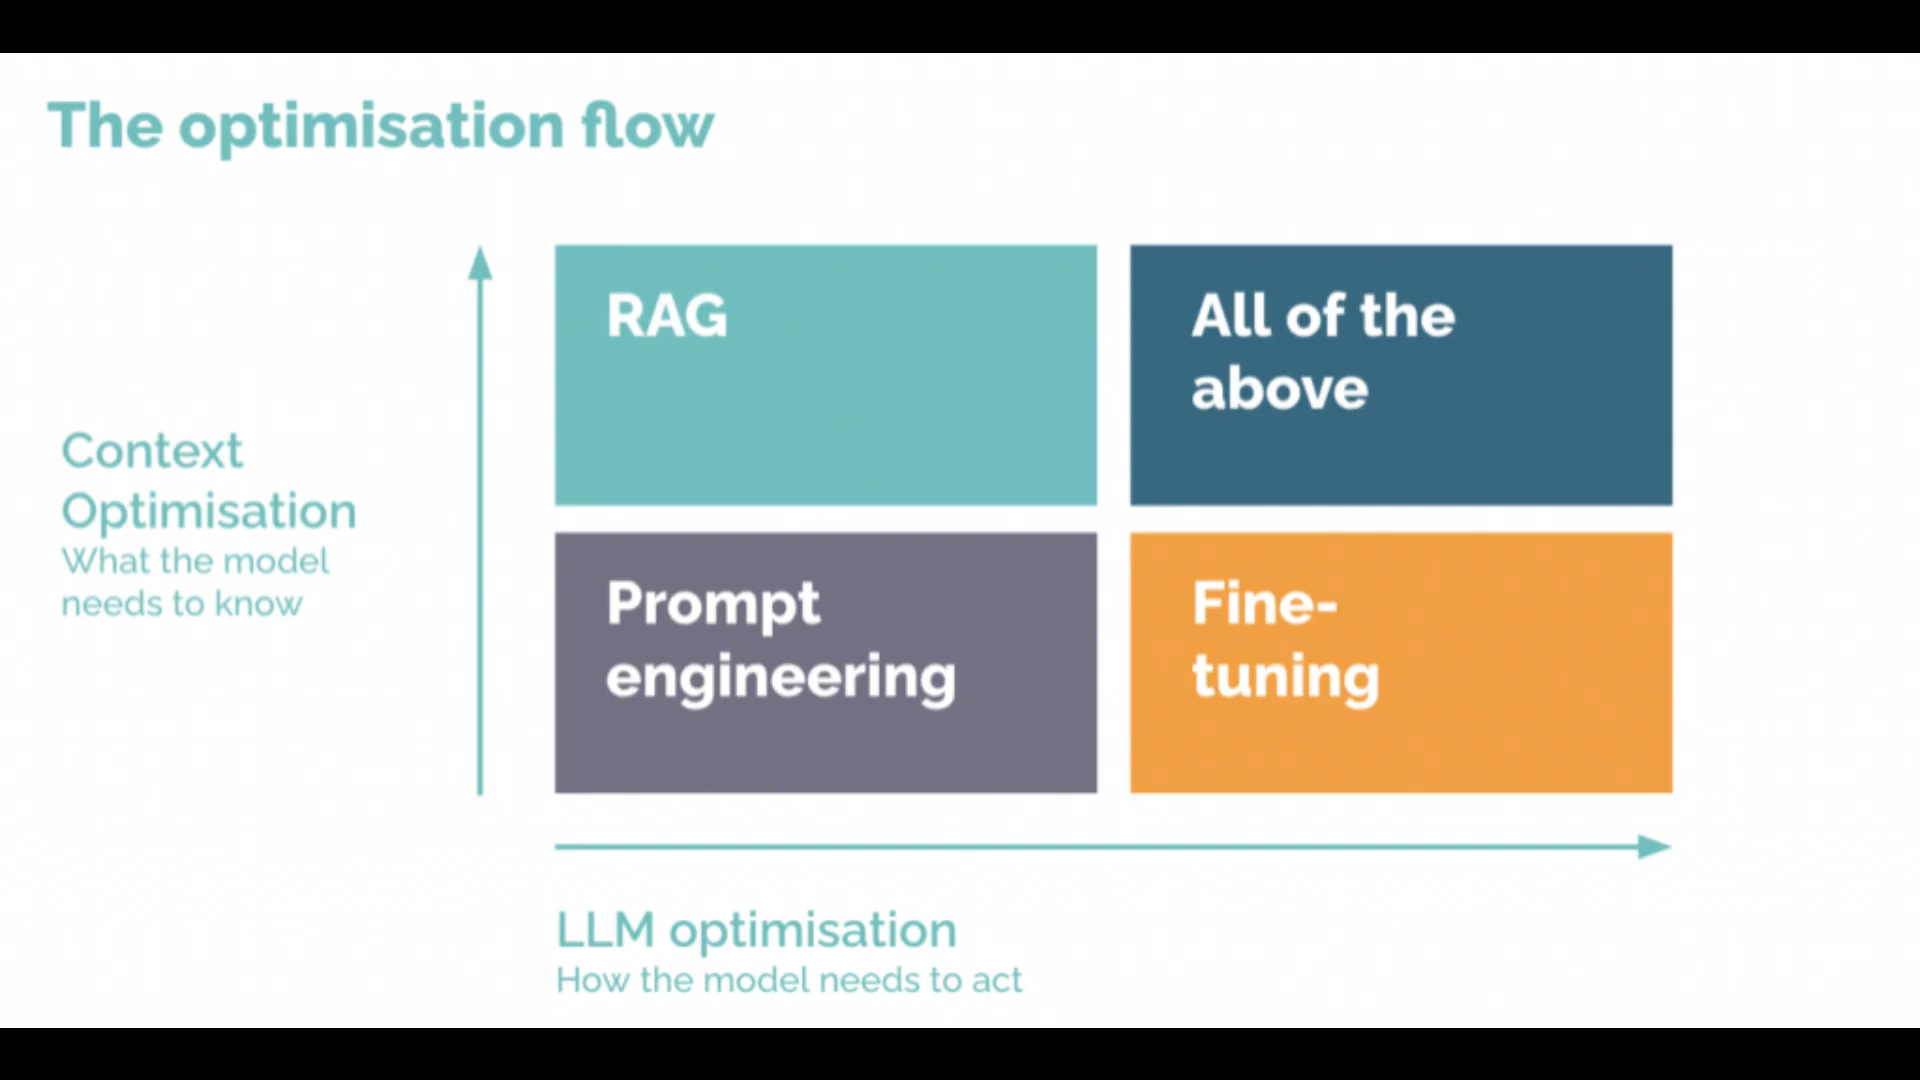 The optimisation flow
RAG
All of the
above
Context
Optimisation
What the model
needs to know
Prompt
engineering
Fine-
tuning
LLM optimisation
How the model needs to act